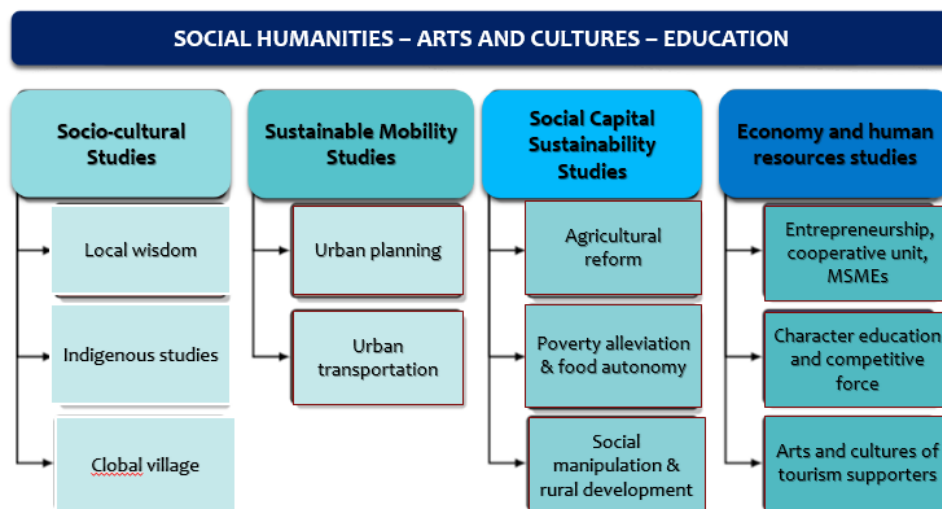 SOCIAL HUMANITIES – ARTS AND CULTURES – EDUCATION
Socio-cultural
Studies
Local wisdom
Indigenous studies
Clobal village
Sustainable Mobility
Studies
Urban planning
Urban
transportation
Social Capital
Sustainability
Studies
Agricultural
reform
Poverty alleviation
& food autonomy
Social
manipulation &
rural development
Economy and human
resources studies
Entrepreneurship,
cooperative unit,
MSMEs
Character education
and competitive
force
Arts and cultures of
tourism supporters